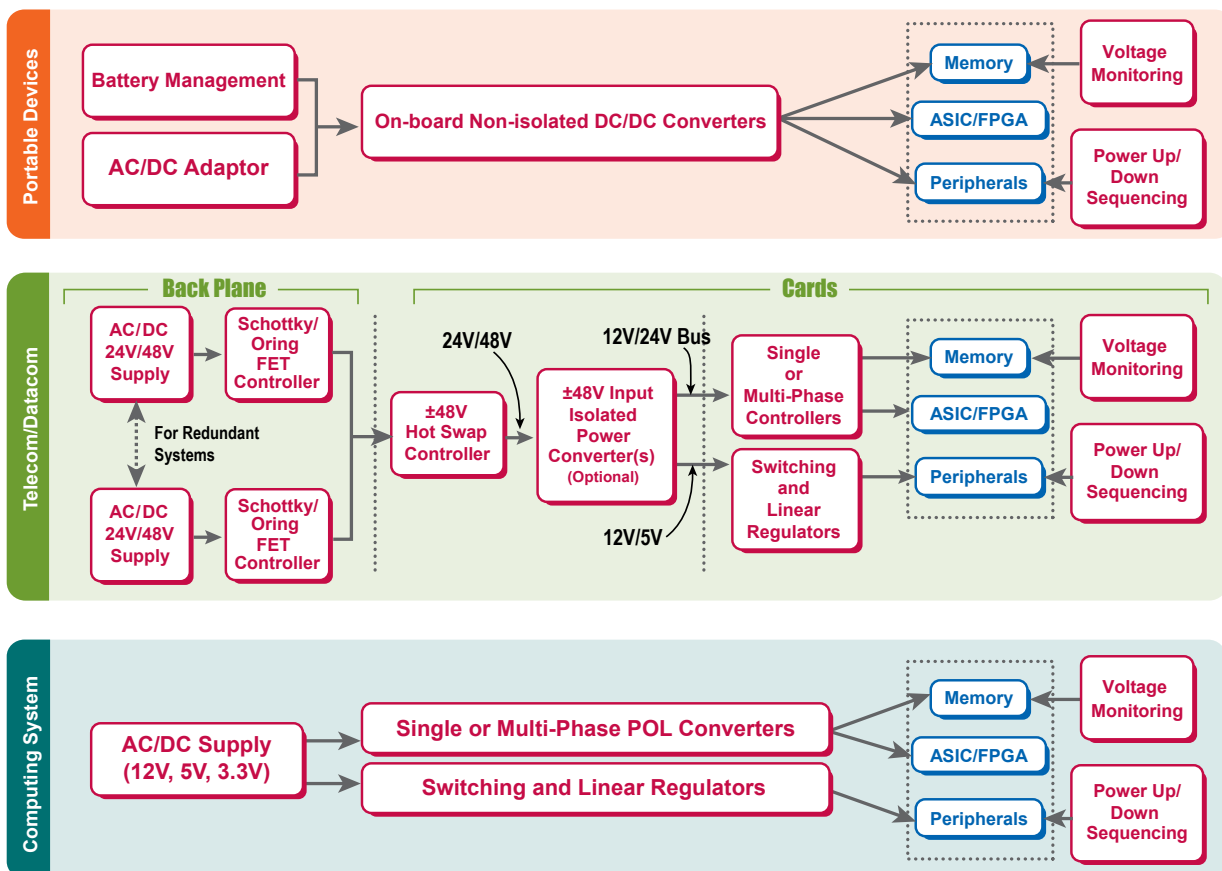 Portable Devices
Battery Management
AC/DC Adaptor
On-board Non-isolated DC/DC Converters
Memory
ASIC/FPGA
Peripherals
Voltage
Monitoring
Power Up/
Down
Sequencing
Telecom/Datacom
Back Plane
AC/DC
24V/48V
Supply
Schottky/
Oring
FET
Controller
For Redundant
Systems
AC/DC
24V/48V
Supply
Schottky/
Oring
FET
Controller
Cards
±48V
Hot Swap
Controller
24V/48V
±48V Input
Isolated
Power
Converter(s)
(Optional)
12V/24V Bus
12V/5V
Single
or
Multi-Phase
Controllers
Switching
and
Linear
Regulators
Memory
ASIC/FPGA
Peripherals
Voltage
Monitoring
Power Up/
Down
Sequencing
Computing System
AC/DC Supply
(12V, 5V, 3.3V)
Single or Multi-Phase POL Converters
Switching and Linear Regulators
Memory
ASIC/FPGA
Peripherals
Voltage
Monitoring
Power Up/
Down
Sequencing